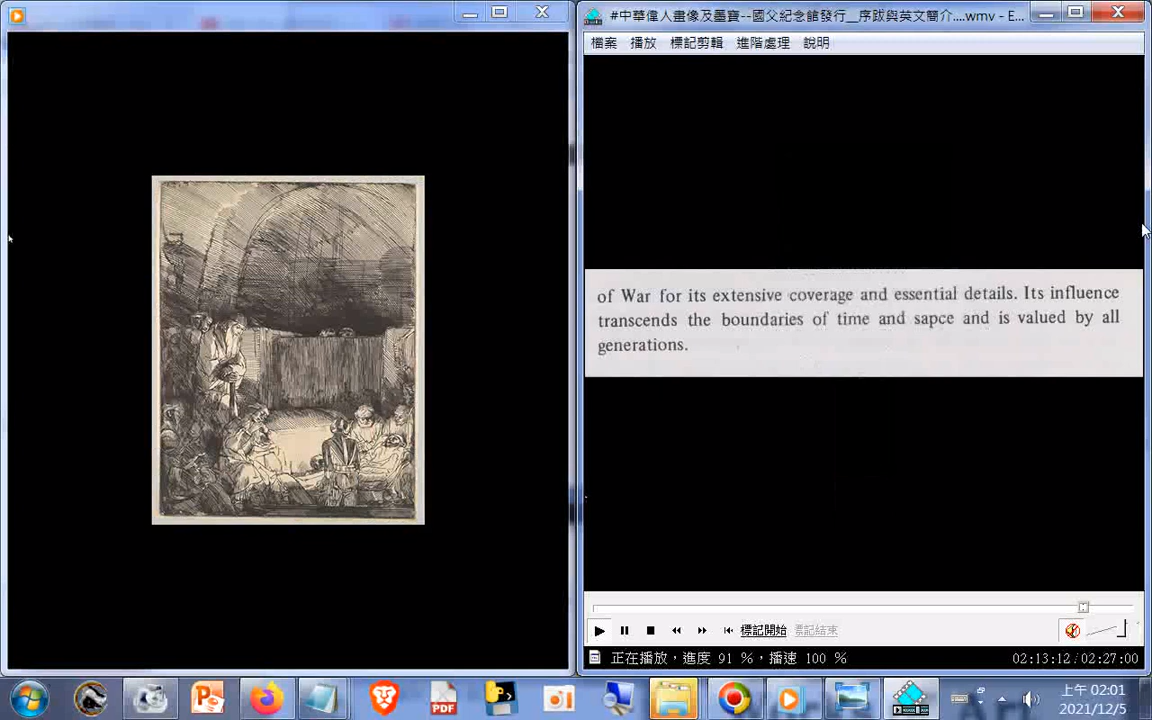 #中華偉人畫像及墨寶--國父紀念館發行__序跋與英文簡介....wmv - E...
檔案 播放 標記剪輯 進階處理 說明
of War for its extensive coverage and essential details. Its influence
transcends the boundaries of time and sapce and is valued by all
generations.
標記開始 標記結束
正在播放，進度 91 %，播速 100 %
02:13:12 / 02:27:00
PDF
上午 02:01
2021/12/5